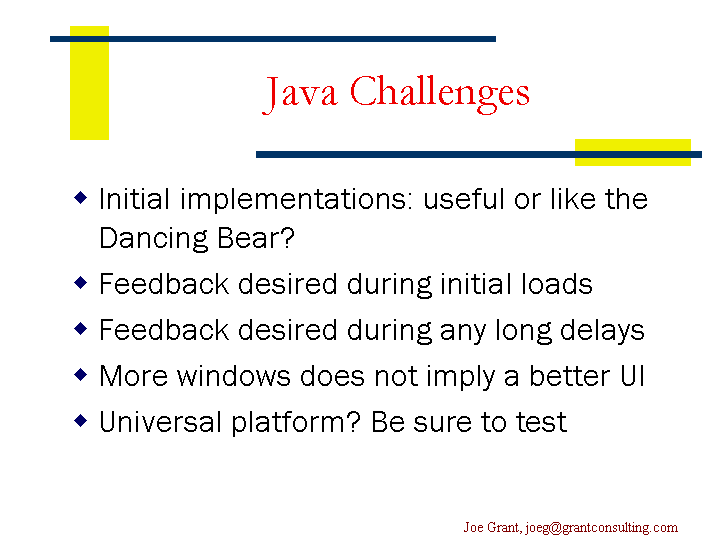 Java Challenges
Initial implementations: useful or like the
Dancing Bear?
Feedback desired during initial loads
Feedback desired during any long delays
More windows does not imply a better UI
Universal platform? Be sure to test
Joe Grant, joeg@grantconsulting.com